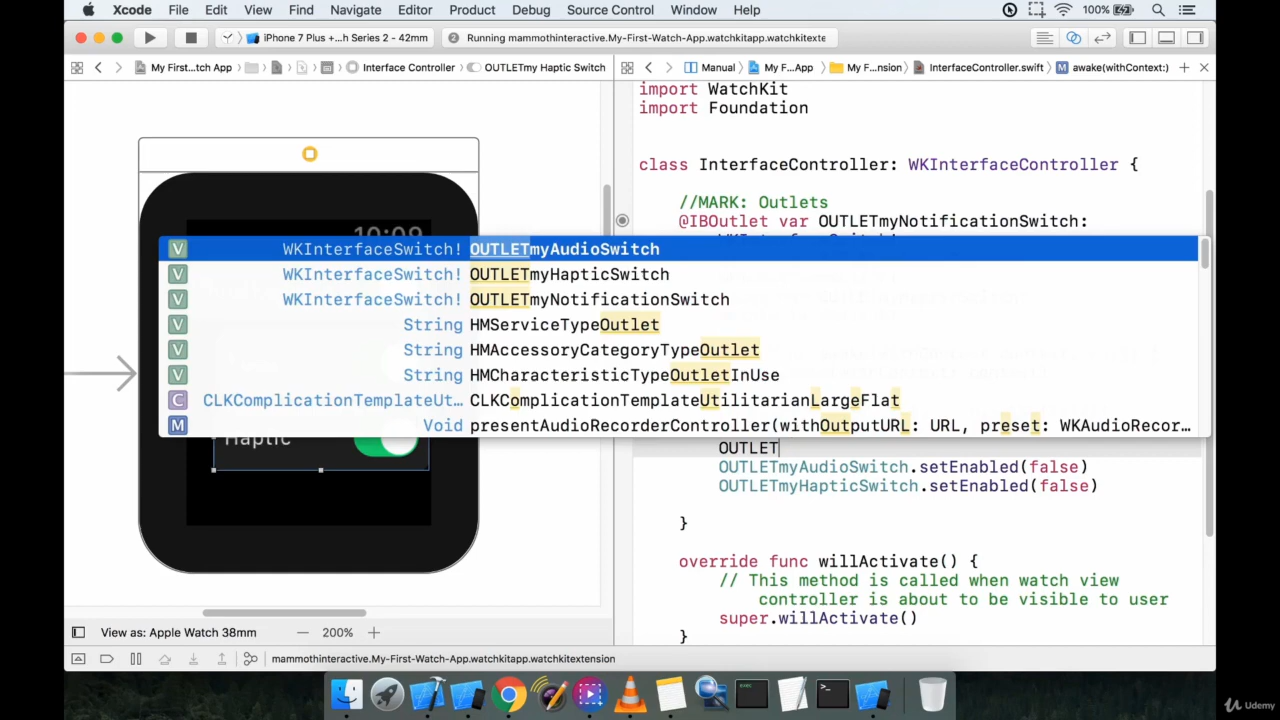 Xcode File Edit View Find Navigate Editor Product Debug Source Control Window Help 100%
iPhone 7 Plus +...h Series 2 - 42mm 2 Running mammothinteractive.My-First-Watch-App.watchkitapp.watchkitexte
My First...tch App Interface Controller OUTLETmy Haptic Switch Manual My F...App My F...nsion InterfaceController.swift M awake(withContext:)
import WatchKit
import Foundation
class InterfaceController: WKInterfaceController {
//MARK: Outlets
@IBOutlet var OUTLETmyNotificationSwitch:
10:09
V WKInterfaceSwitch! OUTLETmyAudioSwitch
V WKInterfaceSwitch! OUTLETmyHapticSwitch
V WKInterfaceSwitch! OUTLETmyNotificationSwitch
V String HMServiceTypeOutlet
V String HMAccessoryCategoryTypeOutlet
V String HMCharacteristicTypeOutletInUse
C CLKComplicationTemplateUt... CLKComplicationTemplateUtilitarianLargeFlat
M Void presentAudioRecorderController(withOutputURL: URL, preset: WKAudioRecor...
Haptic
OUTLET
OUTLETmyAudioSwitch.setEnabled(false)
OUTLETmyHapticSwitch.setEnabled(false)
}
override func willActivate() {
// This method is called when watch view
controller is about to be visible to user
super.willActivate()
}
View as: Apple Watch 38mm — 200% +
mammothinteractive.My-First-Watch-App.watchkitapp.watchkitextension
exec
Udemy